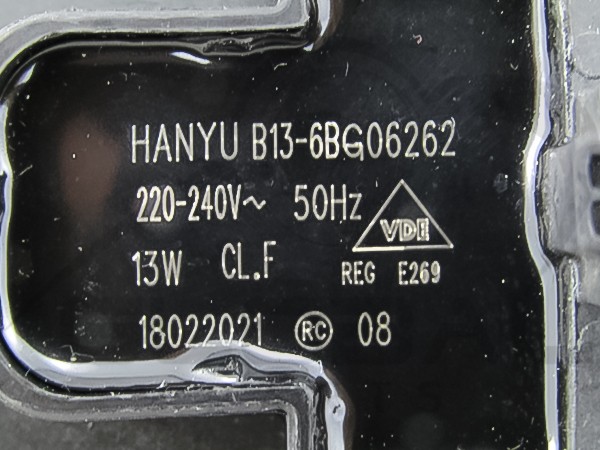 HANYU B13-6BG06262
220-240V~ 50Hz
VDE
13W CL.F
REG E269
18022021 RC 08